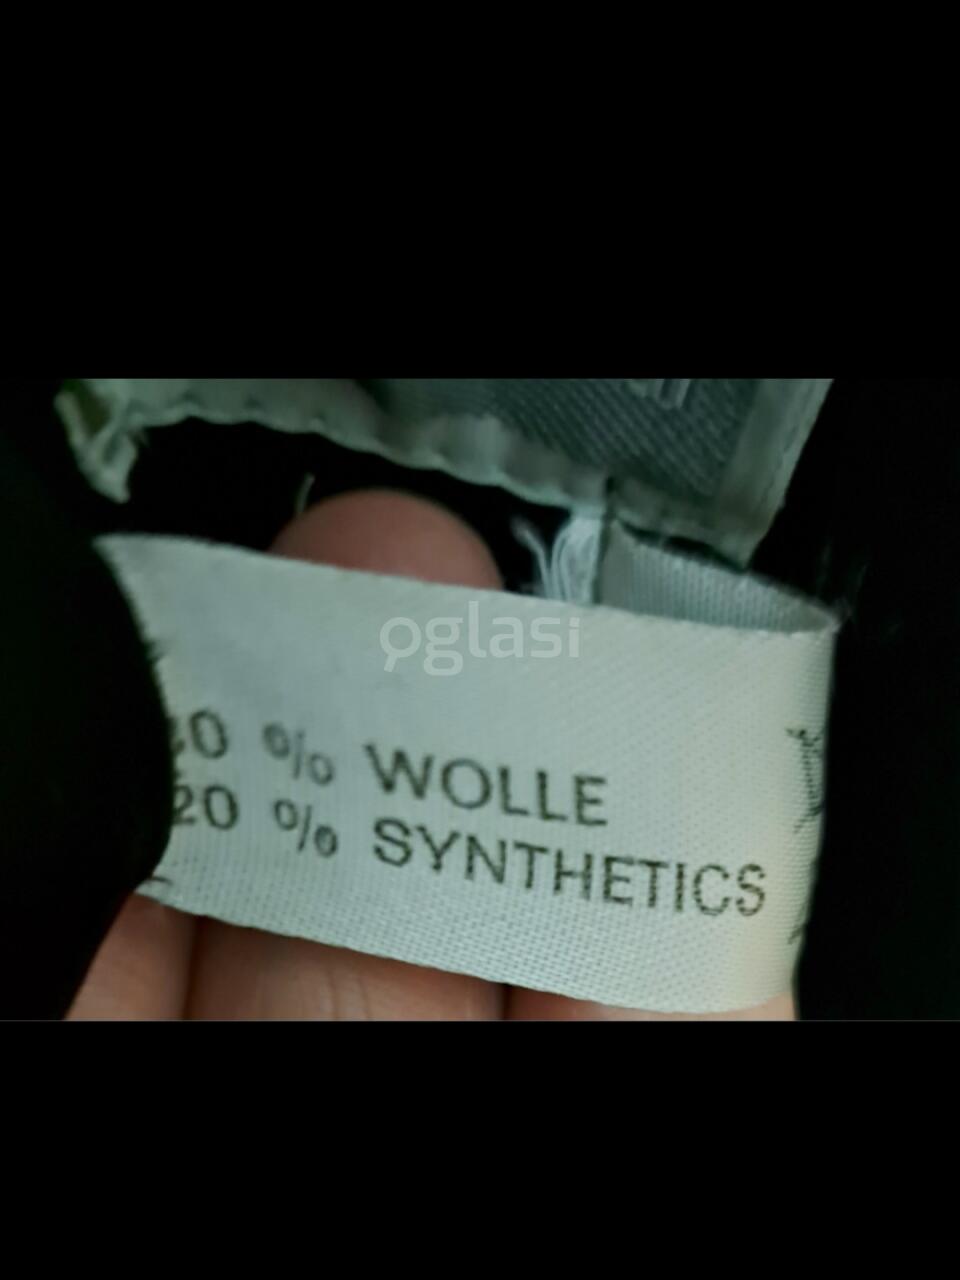 oglasi
0 % WOLLE
20 % SYNTHETICS